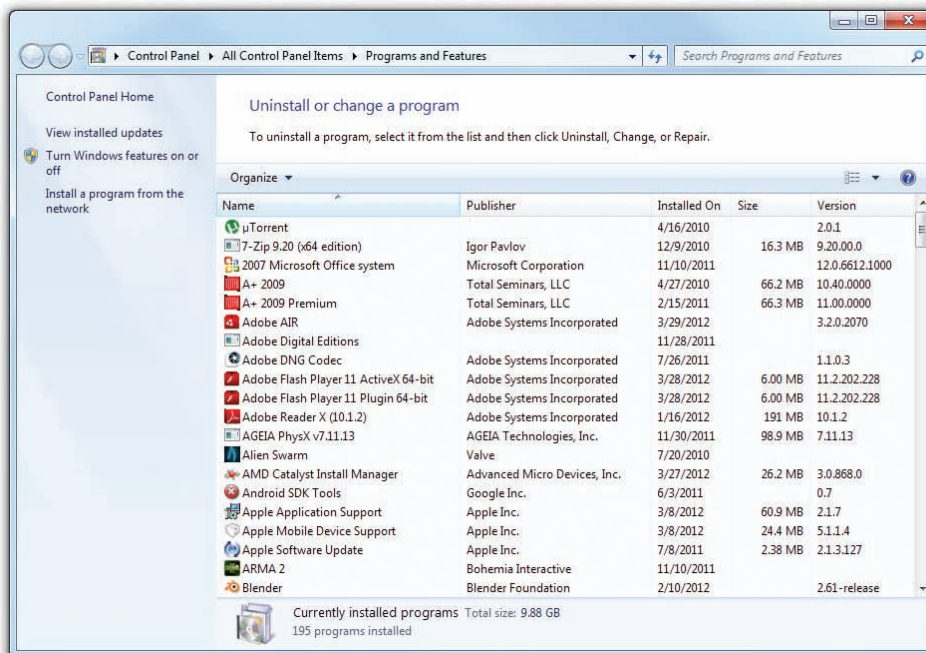 Control Panel ▸ All Control Panel Items ▸ Programs and Features
Search Programs and Features
Control Panel Home
View installed updates
Turn Windows features on or
off
Install a program from the
network
Uninstall or change a program
To uninstall a program, select it from the list and then click Uninstall, Change, or Repair.
Organize
Name Publisher Installed On Size Version
µTorrent 4/16/2010 2.0.1
7-Zip 9.20 (x64 edition) Igor Pavlov 12/9/2010 16.3 MB 9.20.00.0
2007 Microsoft Office system Microsoft Corporation 11/10/2011 12.0.6612.1000
A+ 2009 Total Seminars, LLC 4/27/2010 66.2 MB 10.40.0000
A+ 2009 Premium Total Seminars, LLC 2/15/2011 66.3 MB 11.00.0000
Adobe AIR Adobe Systems Incorporated 3/29/2012 3.2.0.2070
Adobe Digital Editions 11/28/2011
Adobe DNG Codec Adobe Systems Incorporated 7/26/2011 1.1.0.3
Adobe Flash Player 11 ActiveX 64-bit Adobe Systems Incorporated 3/28/2012 6.00 MB 11.2.202.228
Adobe Flash Player 11 Plugin 64-bit Adobe Systems Incorporated 3/28/2012 6.00 MB 11.2.202.228
Adobe Reader X (10.1.2) Adobe Systems Incorporated 1/16/2012 191 MB 10.1.2
AGEIA PhysX v7.11.13 AGEIA Technologies, Inc. 11/30/2011 98.9 MB 7.11.13
Alien Swarm Valve 7/20/2010
AMD Catalyst Install Manager Advanced Micro Devices, Inc. 3/27/2012 26.2 MB 3.0.868.0
Android SDK Tools Google Inc. 6/3/2011 0.7
Apple Application Support Apple Inc. 3/8/2012 60.9 MB 2.1.7
Apple Mobile Device Support Apple Inc. 3/8/2012 24.4 MB 5.1.1.4
Apple Software Update Apple Inc. 7/8/2011 2.38 MB 2.1.3.127
ARMA 2 Bohemia Interactive 11/10/2011
Blender Blender Foundation 2/10/2012 2.61-release
Currently installed programs Total size: 9.88 GB
195 programs installed